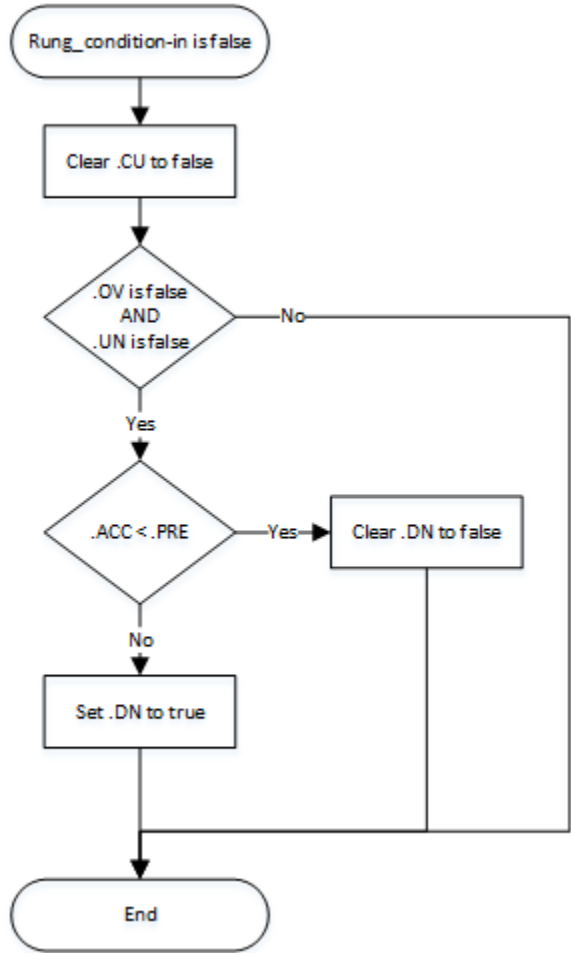 Rung_condition-in is false
Clear .CU to false
.OV is false
AND
.UN is false
No
Yes
.ACC < .PRE
Yes
Clear .DN to false
No
Set .DN to true
End